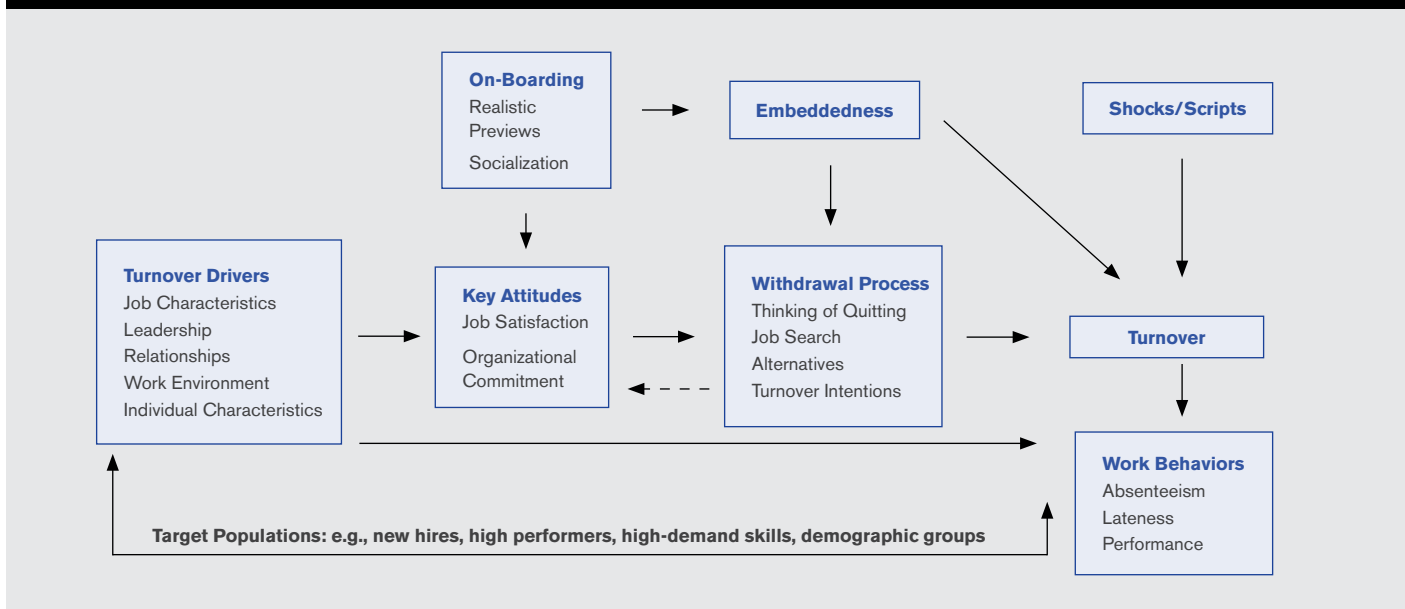 On-Boarding
Realistic
Previews
Socialization
Embeddedness
Shocks/Scripts
Turnover Drivers
Job Characteristics
Leadership
Relationships
Work Environment
Individual Characteristics
Key Attitudes
Job Satisfaction
Organizational
Commitment
Withdrawal Process
Thinking of Quitting
Job Search
Alternatives
Turnover Intentions
Turnover
Work Behaviors
Absenteeism
Lateness
Performance
Target Populations: e.g., new hires, high performers, high-demand skills, demographic groups